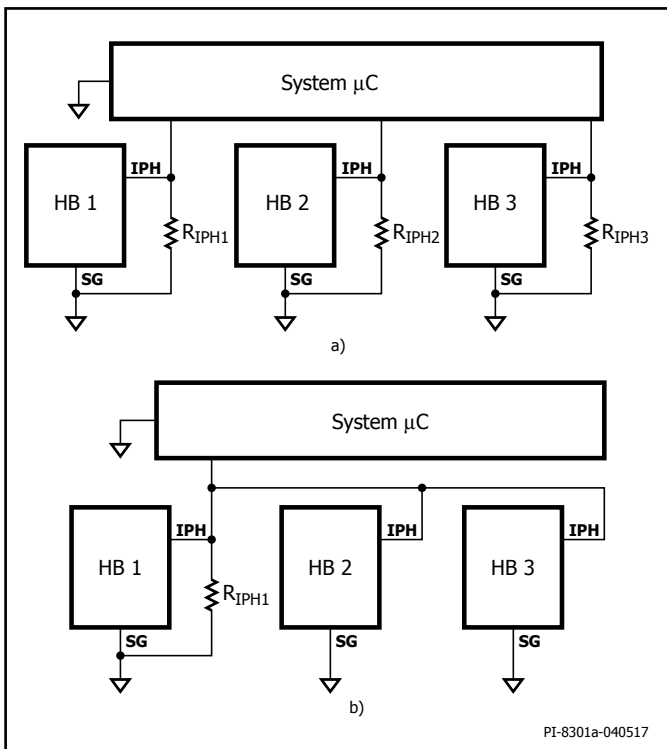 System μC
IPH
IPH
IPH
HB 1
HB 2
HB 3
RIPH1
RIPH2
RIPH3
SG
SG
SG
a)
System μC
IPH
IPH
IPH
HB 1
HB 2
HB 3
RIPH1
SG
SG
SG
b)
PI-8301a-040517